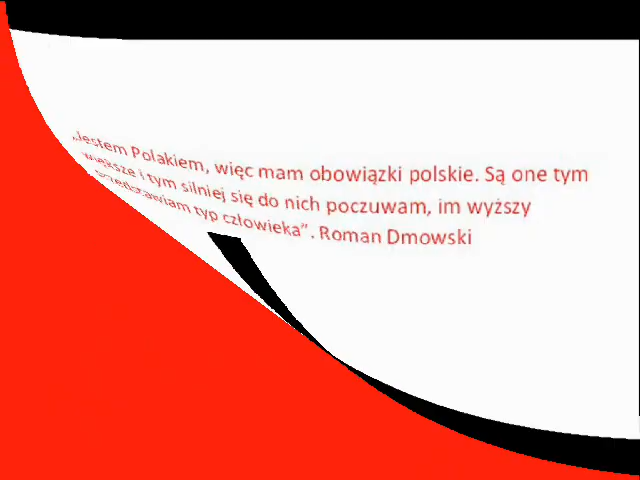 „Jestem Polakiem, więc mam obowiązki polskie. Są one tym
większe i tym silniej się do nich poczuwam, im wyższy
przedstawiam typ człowieka”. Roman Dmowski